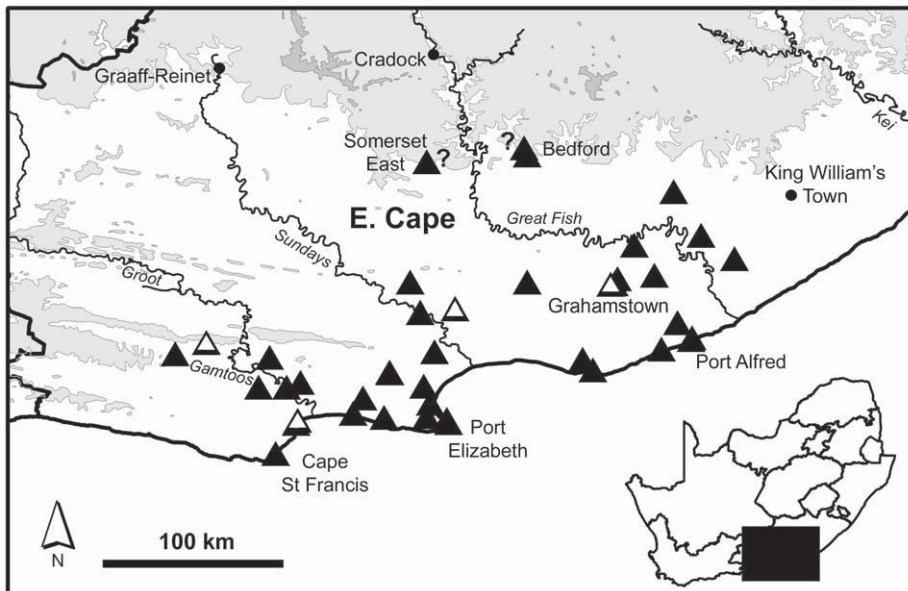 Graaff-Reinet
Cradock
Kei
Somerset
East
?
?
Bedford
King William's
Town
E. Cape
Great Fish
Sundays
Groot
Grahamstown
Gamtoos
Port Alfred
Port
Elizabeth
Cape
St Francis
N
100 km